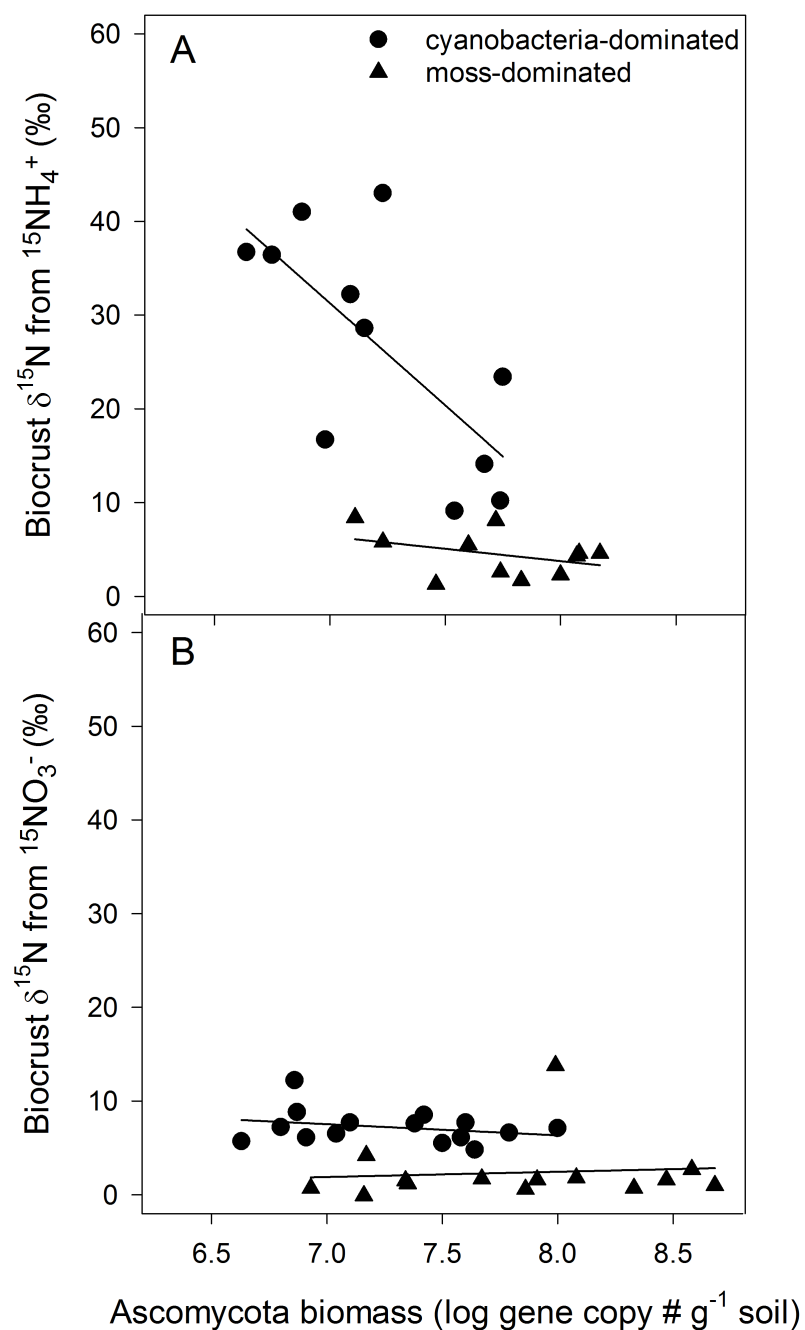 A
cyanobacteria-dominated
moss-dominated
Biocrust δ¹⁵N from ¹⁵NH₄⁺ (‰)
60
50
40
30
20
10
0
B
Biocrust δ¹⁵N from ¹⁵NO₃⁻ (‰)
60
50
40
30
20
10
0
6.5 7.0 7.5 8.0 8.5
Ascomycota biomass (log gene copy # g⁻¹ soil)